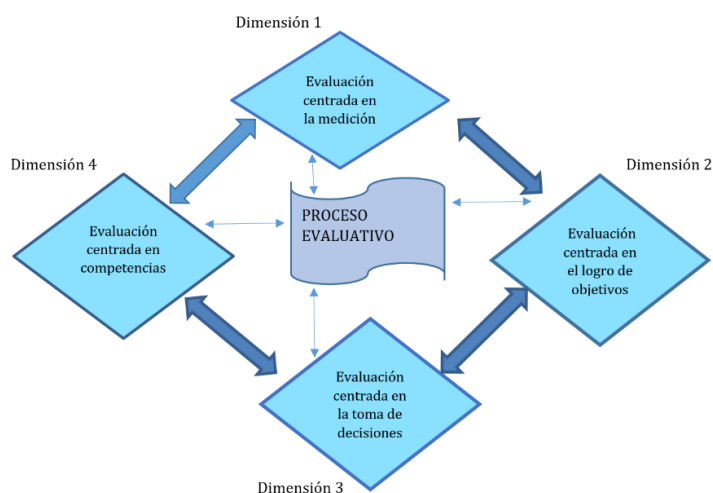 Dimensión 1
Evaluación
centrada en
la medición
Dimensión 4
Dimensión 2
PROCESO
EVALUATIVO
Evaluación
centrada en
competencias
Evaluación
centrada en
el logro de
objetivos
Evaluación
centrada en
la toma de
decisiones
Dimensión 3